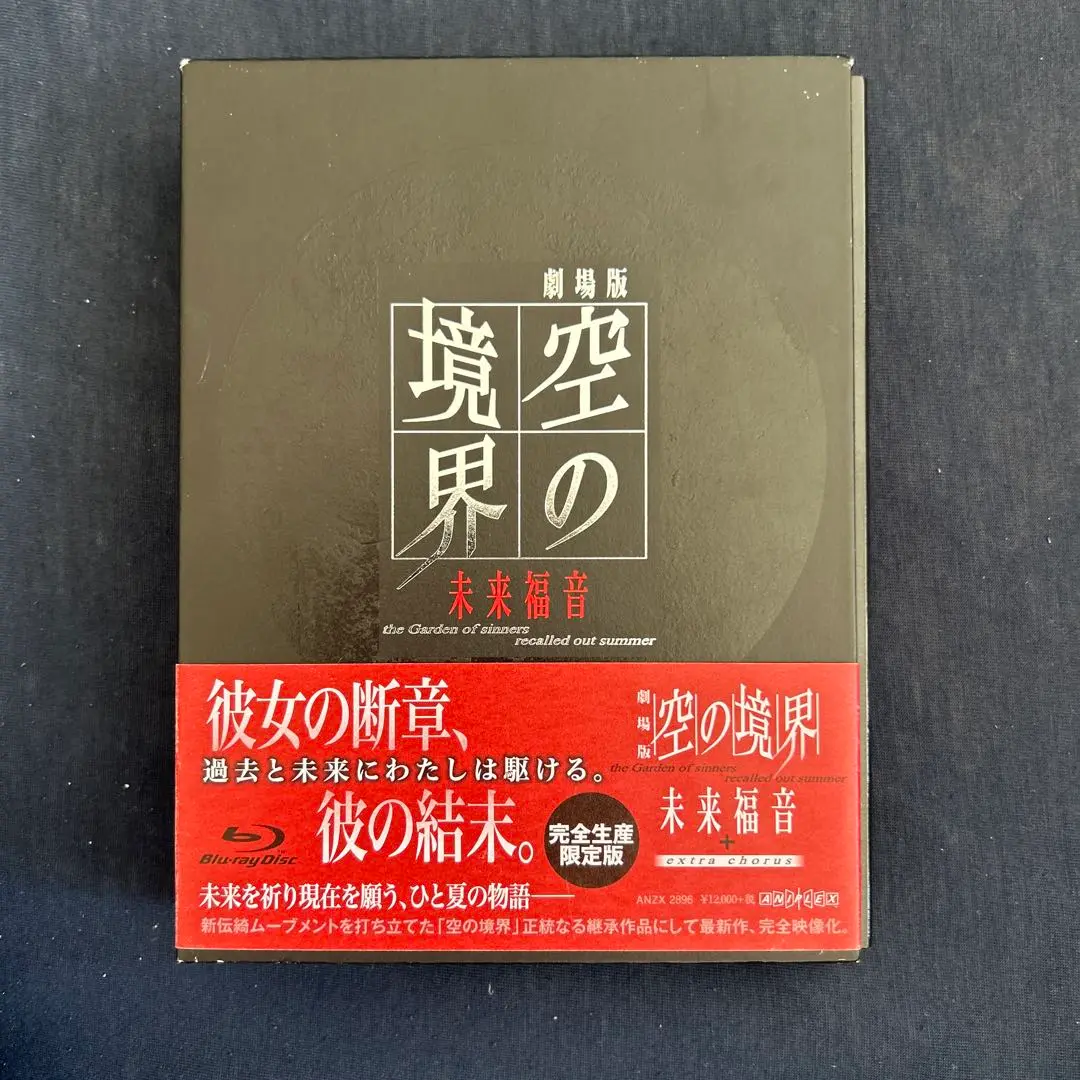 劇場版
空の
境界
未来福音
the Garden of sinners
recalled out summer
彼女の断章、
過去と未来にわたしは駆ける。
彼の結末。
Blu-ray Disc™
完全生産
限定版
未来を祈り現在を願う、ひと夏の物語――
劇場版
空の境界
the Garden of sinners
recalled out summer
未来福音
+
extra chorus
ANZX 2896 ¥12,000+税 ANIPLEX
新伝綺ムーブメントを打ち立てた「空の境界」正統なる継承作品にして最新作、完全映像化。